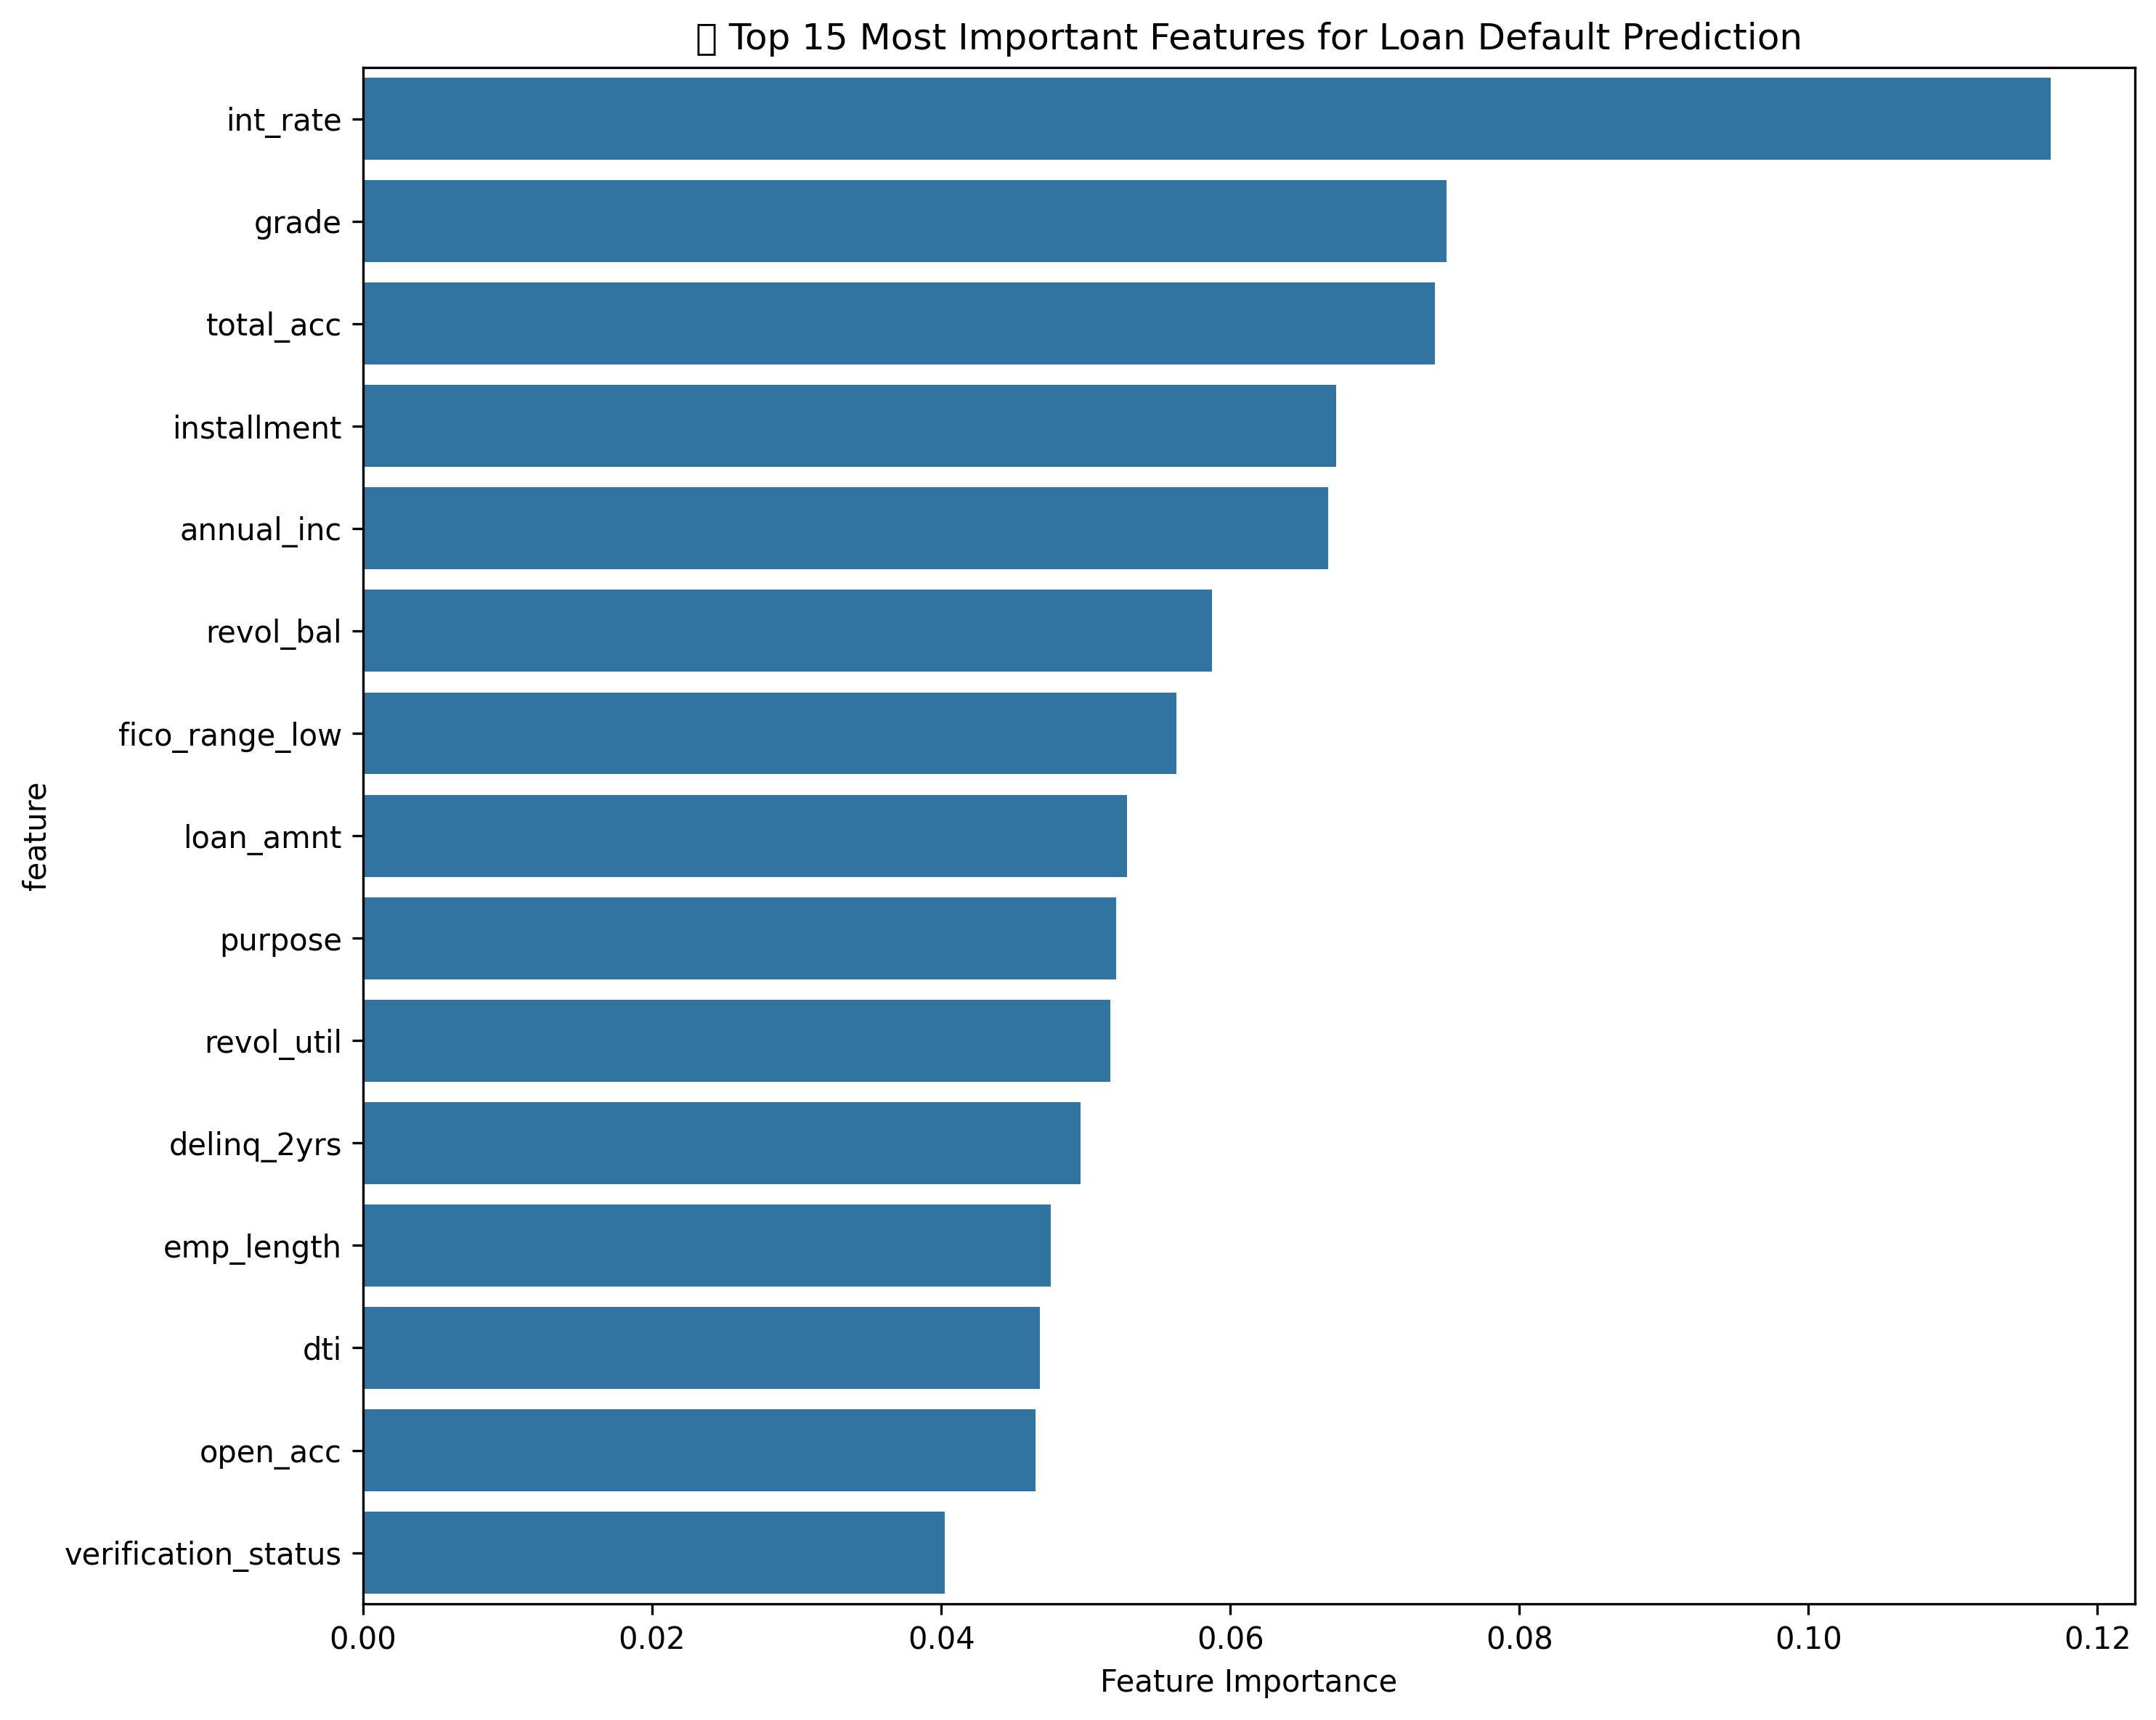 ▯ Top 15 Most Important Features for Loan Default Prediction
int_rate
grade
total_acc
installment
annual_inc
revol_bal
fico_range_low
loan_amnt
purpose
revol_util
delinq_2yrs
emp_length
dti
open_acc
verification_status
feature
0.00 0.02 0.04 0.06 0.08 0.10 0.12
Feature Importance